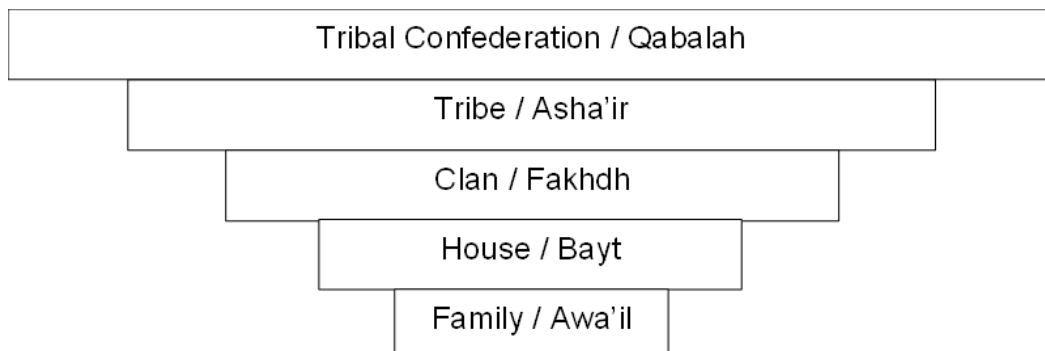 Tribal Confederation / Qabalah
Tribe / Asha’ir
Clan / Fakhdh
House / Bayt
Family / Awa’il